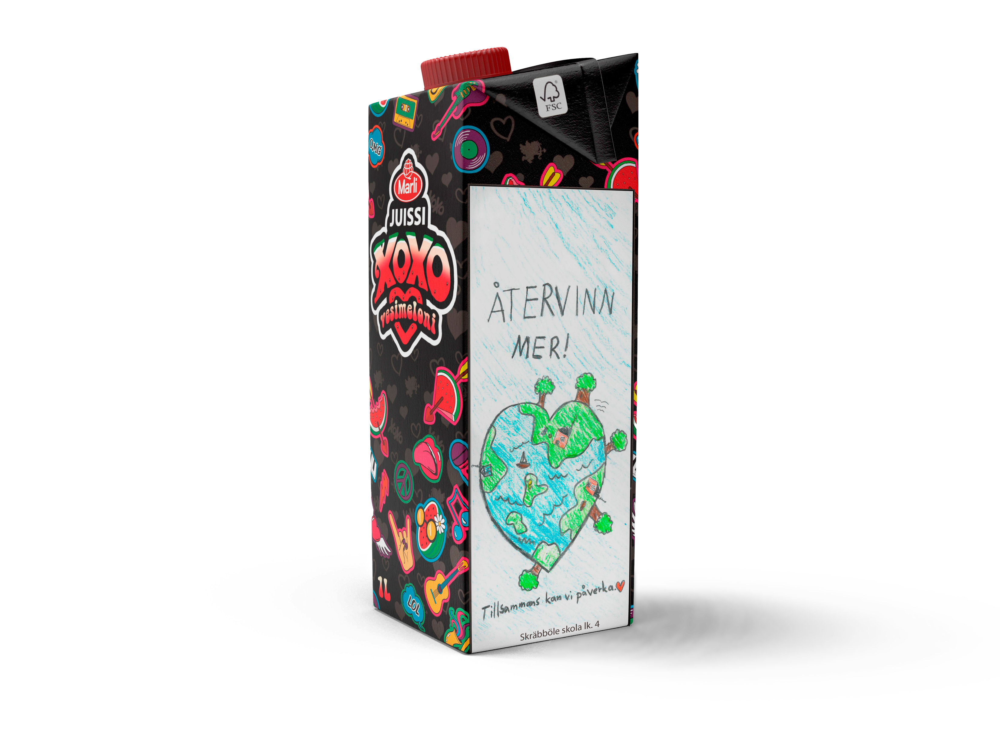 FSC
OMG
Marli
JUISSI
XOXO
vesimeloni
1L
LOL
ÅTERVINN
MER!
Tillsammans kan vi påverka.
Skräbböle skola lk. 4